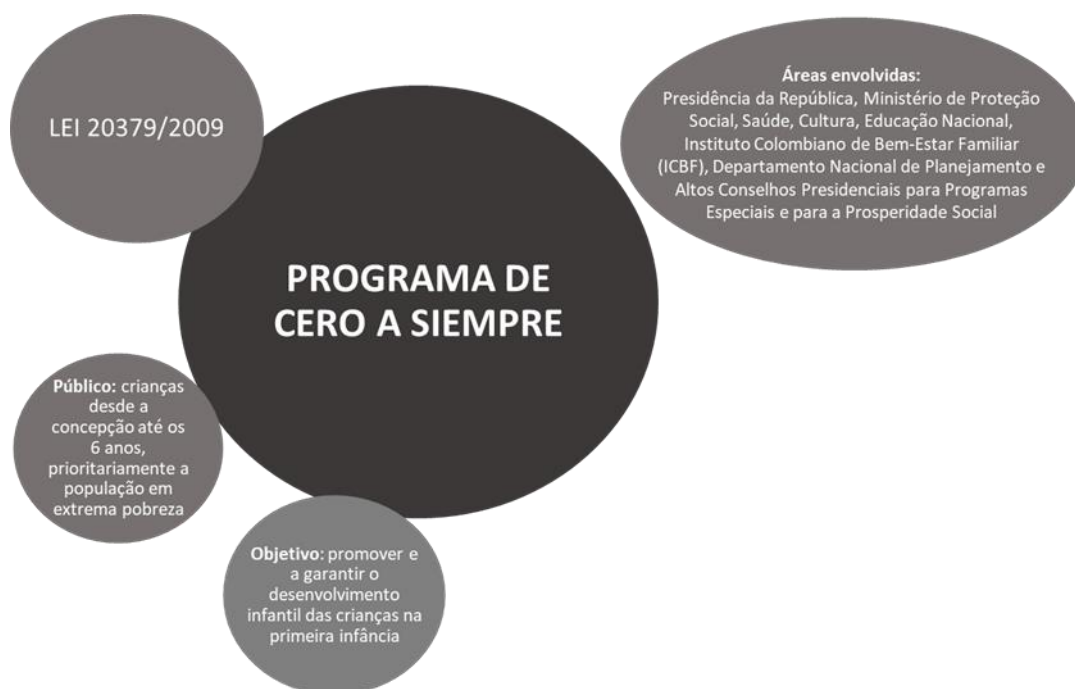 LEI 20379/2009
Áreas envolvidas:
Presidência da República, Ministério de Proteção
Social, Saúde, Cultura, Educação Nacional,
Instituto Colombiano de Bem-Estar Familiar
(ICBF), Departamento Nacional de Planejamento e
Altos Conselhos Presidenciais para Programas
Especiais e para a Prosperidade Social
PROGRAMA DE
CERO A SIEMPRE
Público: crianças
desde a
concepção até os
6 anos,
prioritariamente a
população em
extrema pobreza
Objetivo: promover e
a garantir o
desenvolvimento
infantil das crianças na
primeira infância